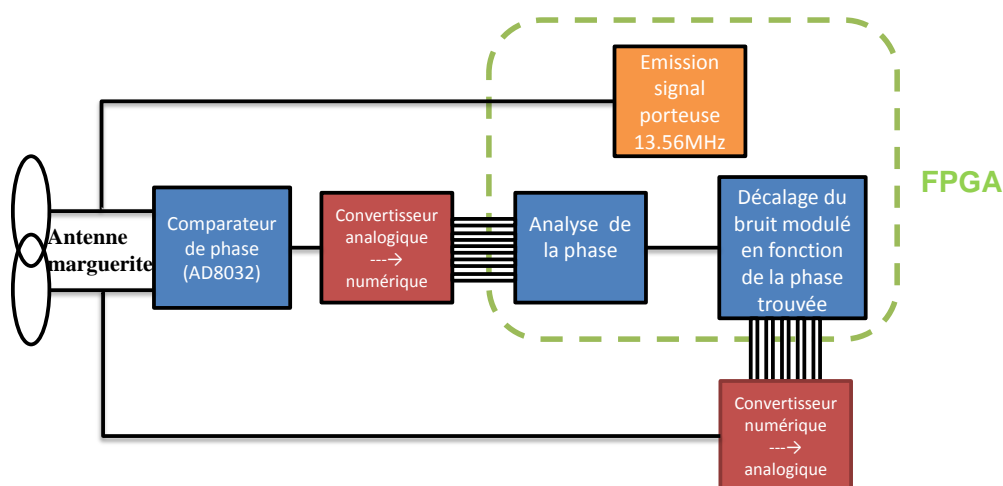 Emission
signal
porteuse
13.56MHz
FPGA
Antenne
marguerite
Comparateur
de phase
(AD8032)
Convertisseur
analogique
---→
numérique
Analyse de
la phase
Décalage du
bruit modulé
en fonction
de la phase
trouvée
Convertisseur
numérique
---→
analogique